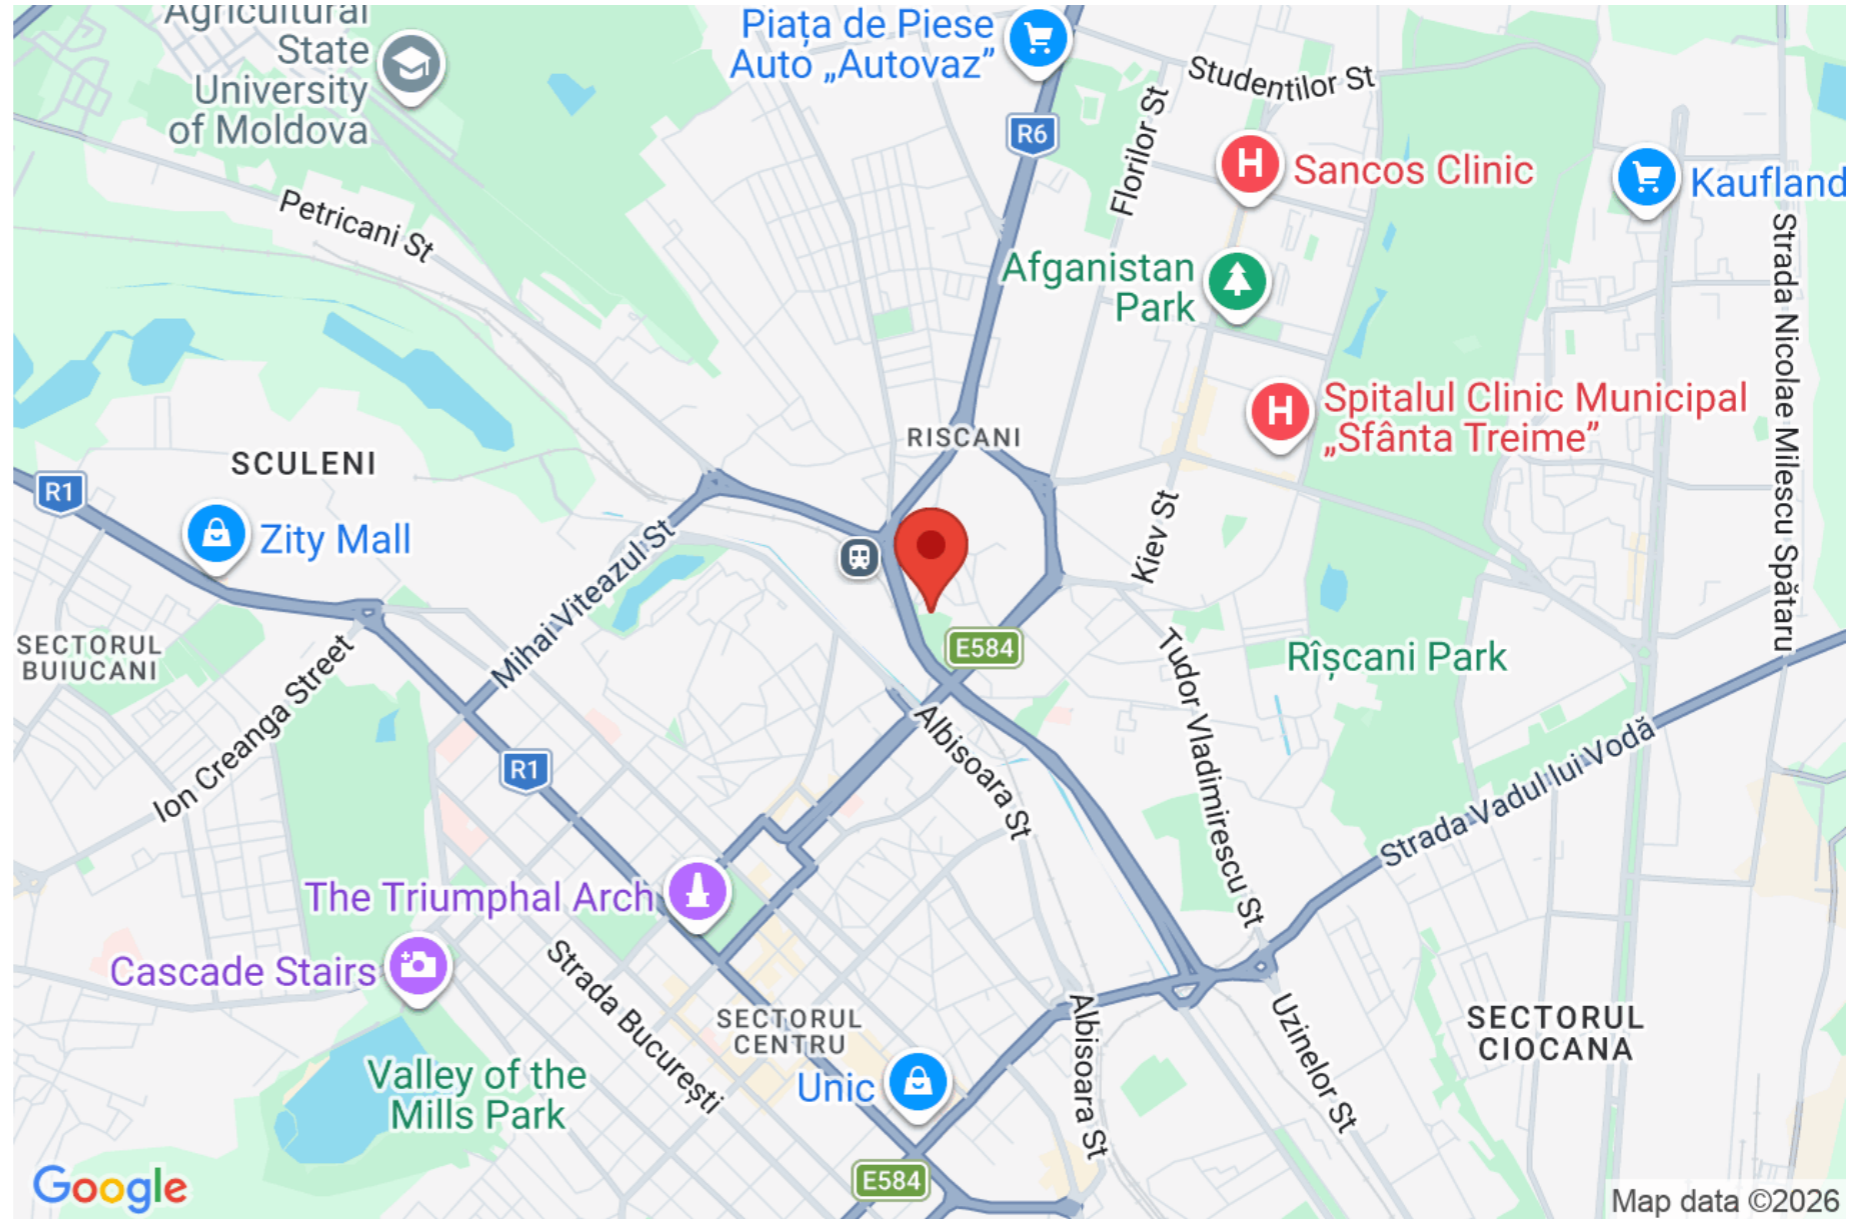 Agricultural
State
University
of Moldova
Piața de Piese
Auto „Autovaz”
Studentilor St
R6
Florilor St
Sancos Clinic
Kaufland
Petricani St
Afganistan
Park
Strada Nicolae Milescu Spătaru
Spitalul Clinic Municipal
„Sfânta Treime”
RISCANI
SCULENI
R1
Zity Mall
Mihai Viteazul St
Kiev St
SECTORUL
BUIUCANI
Ion Creanga Street
E584
Tudor Vladimirescu St
Rîșcani Park
Albisoara St
R1
Strada Vadul lui Vodă
The Triumphal Arch
Cascade Stairs
Strada București
SECTORUL
CENTRU
Albisoara St
Uzinelor St
SECTORUL
CIOCANA
Valley of the
Mills Park
Unic
E584
Google
Map data ©2026